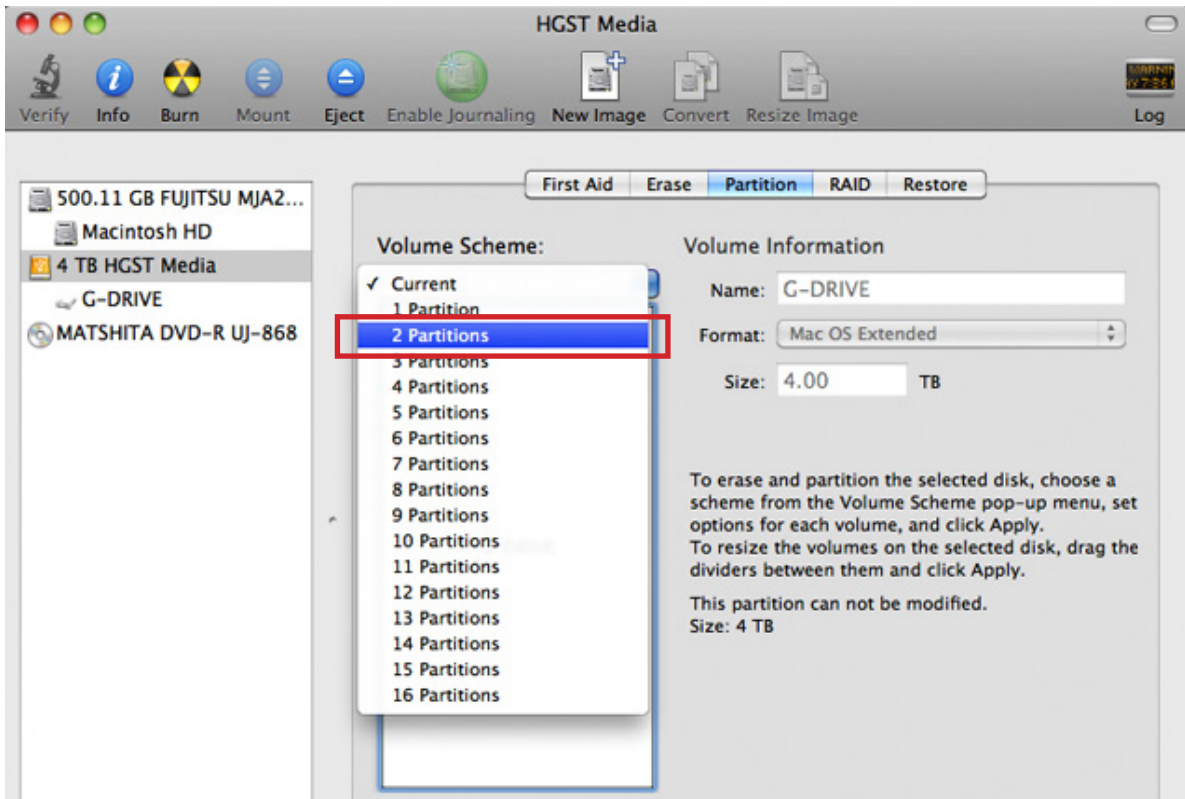 HGST Media
Verify Info Burn Mount Eject Enable Journaling New Image Convert Resize Image Log
First Aid Erase Partition RAID Restore
500.11 GB FUJITSU MJA2...
Macintosh HD
4 TB HGST Media
G-DRIVE
MATSHITA DVD-R UJ-868
Volume Scheme:
✓ Current
1 Partition
2 Partitions
3 Partitions
4 Partitions
5 Partitions
6 Partitions
7 Partitions
8 Partitions
9 Partitions
10 Partitions
11 Partitions
12 Partitions
13 Partitions
14 Partitions
15 Partitions
16 Partitions
Volume Information
Name: G-DRIVE
Format: Mac OS Extended
Size: 4.00 TB
To erase and partition the selected disk, choose a
scheme from the Volume Scheme pop-up menu, set
options for each volume, and click Apply.
To resize the volumes on the selected disk, drag the
dividers between them and click Apply.
This partition can not be modified.
Size: 4 TB